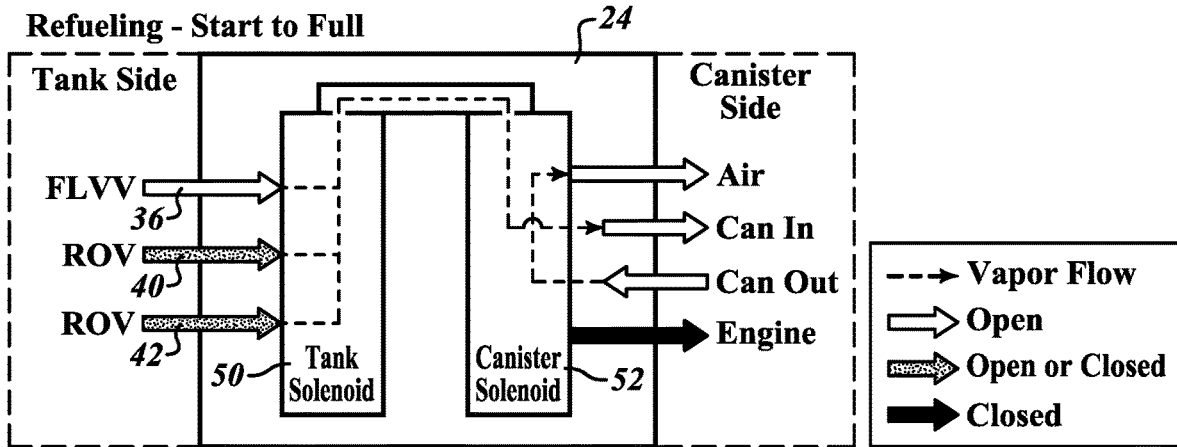 Refueling - Start to Full
24
Tank Side
Canister
Side
FLVV
36
ROV
40
ROV
42
50
Tank
Solenoid
Canister
Solenoid
52
Air
Can In
Can Out
Engine
Vapor Flow
Open
Open or Closed
Closed